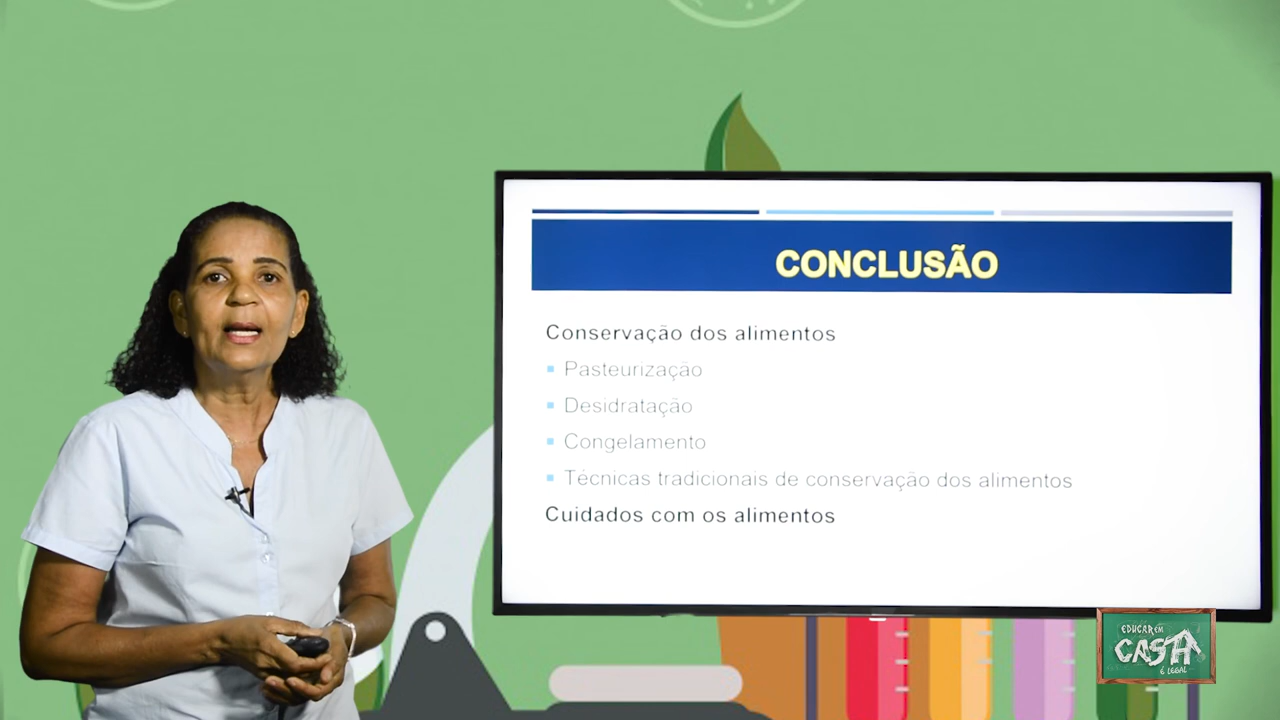 CONCLUSÃO
Conservação dos alimentos
Pasteurização
Desidratação
Congelamento
Técnicas tradicionais de conservação dos alimentos
Cuidados com os alimentos
EDUCAR EM
CASA
É LEGAL